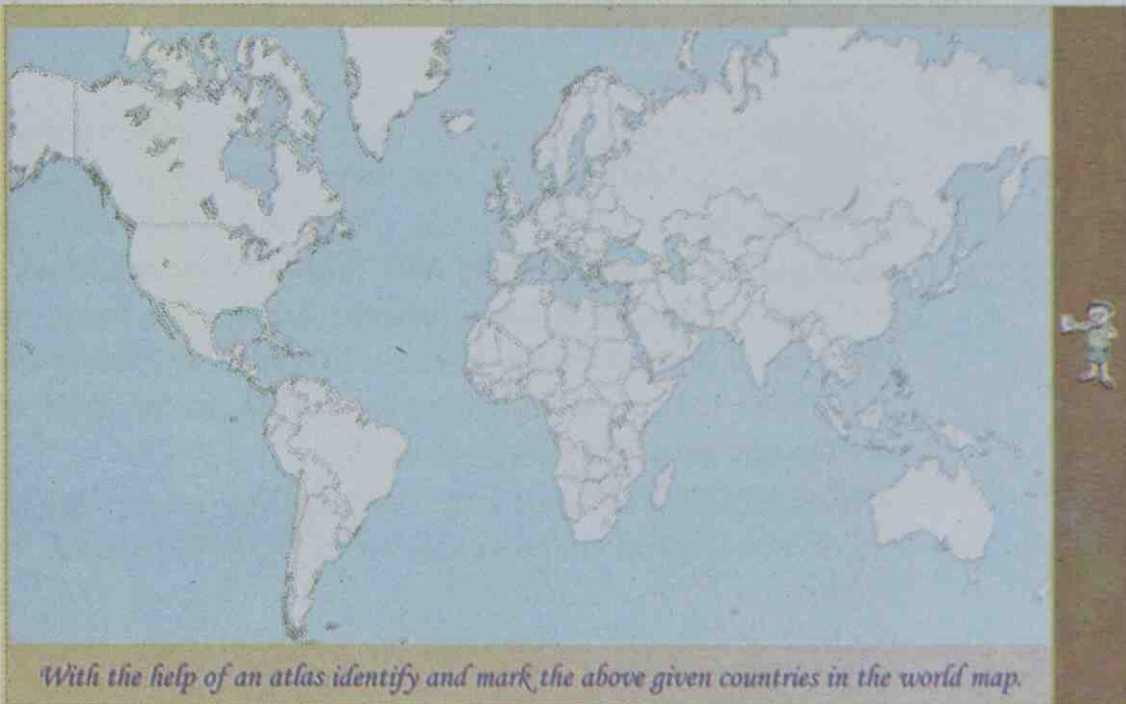 With the help of an atlas identify and mark the above given countries in the world map.